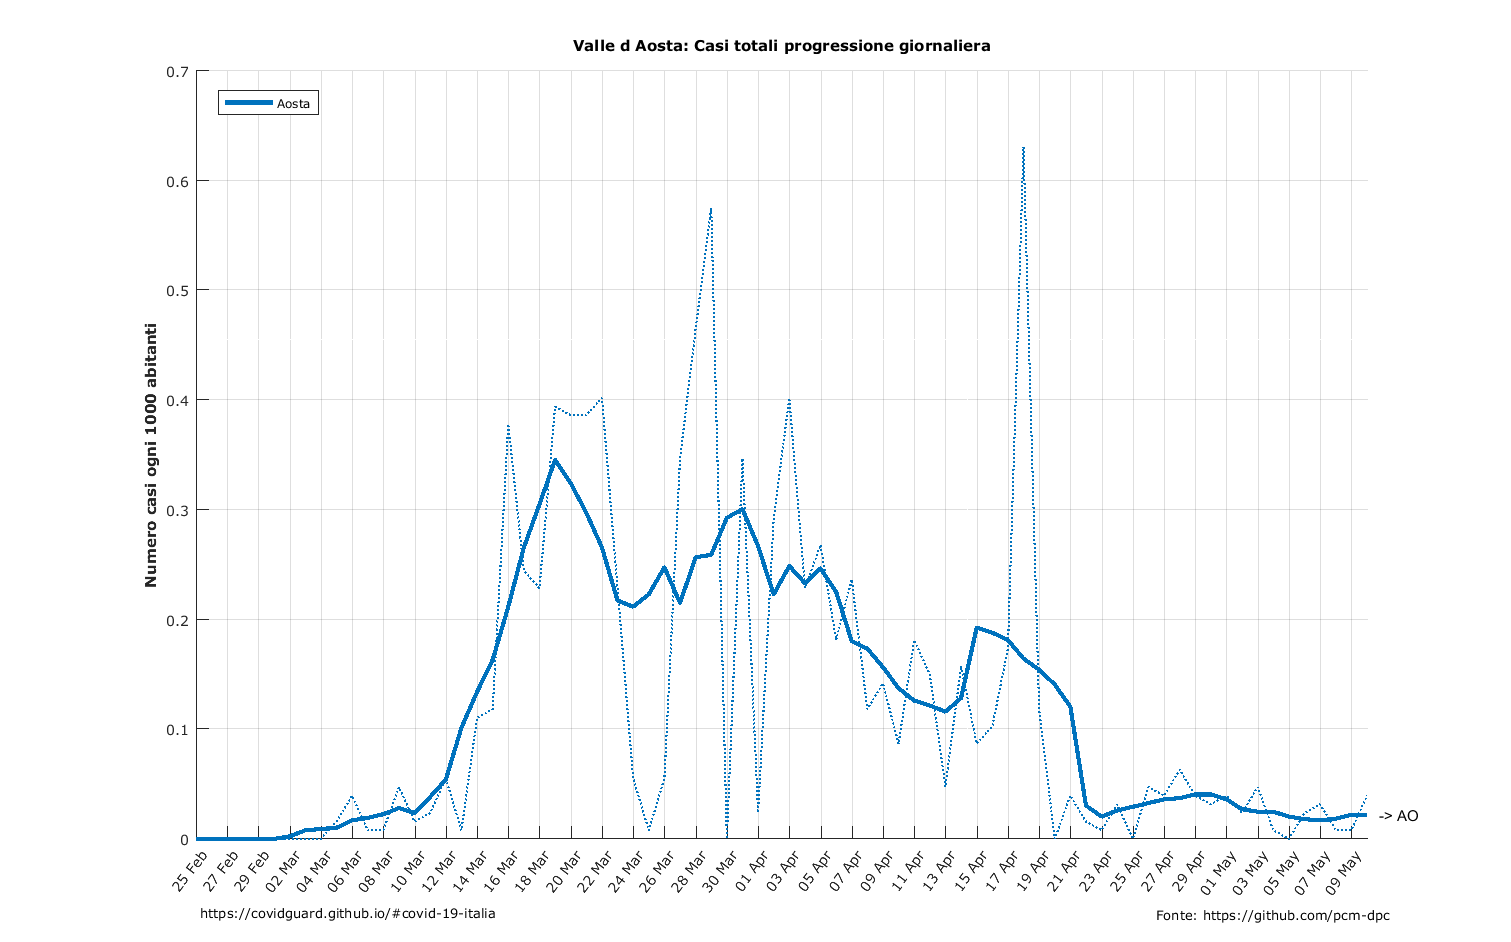 Valle d Aosta: Casi totali progressione giornaliera
Aosta
Numero casi ogni 1000 abitanti
0.7
0.6
0.5
0.4
0.3
0.2
0.1
0
25 Feb
27 Feb
29 Feb
02 Mar
04 Mar
06 Mar
08 Mar
10 Mar
12 Mar
14 Mar
16 Mar
18 Mar
20 Mar
22 Mar
24 Mar
26 Mar
28 Mar
30 Mar
01 Apr
03 Apr
05 Apr
07 Apr
09 Apr
11 Apr
13 Apr
15 Apr
17 Apr
19 Apr
21 Apr
23 Apr
25 Apr
27 Apr
29 Apr
01 May
03 May
05 May
07 May
09 May
-> AO
https://covidguard.github.io/#covid-19-italia
Fonte: https://github.com/pcm-dpc